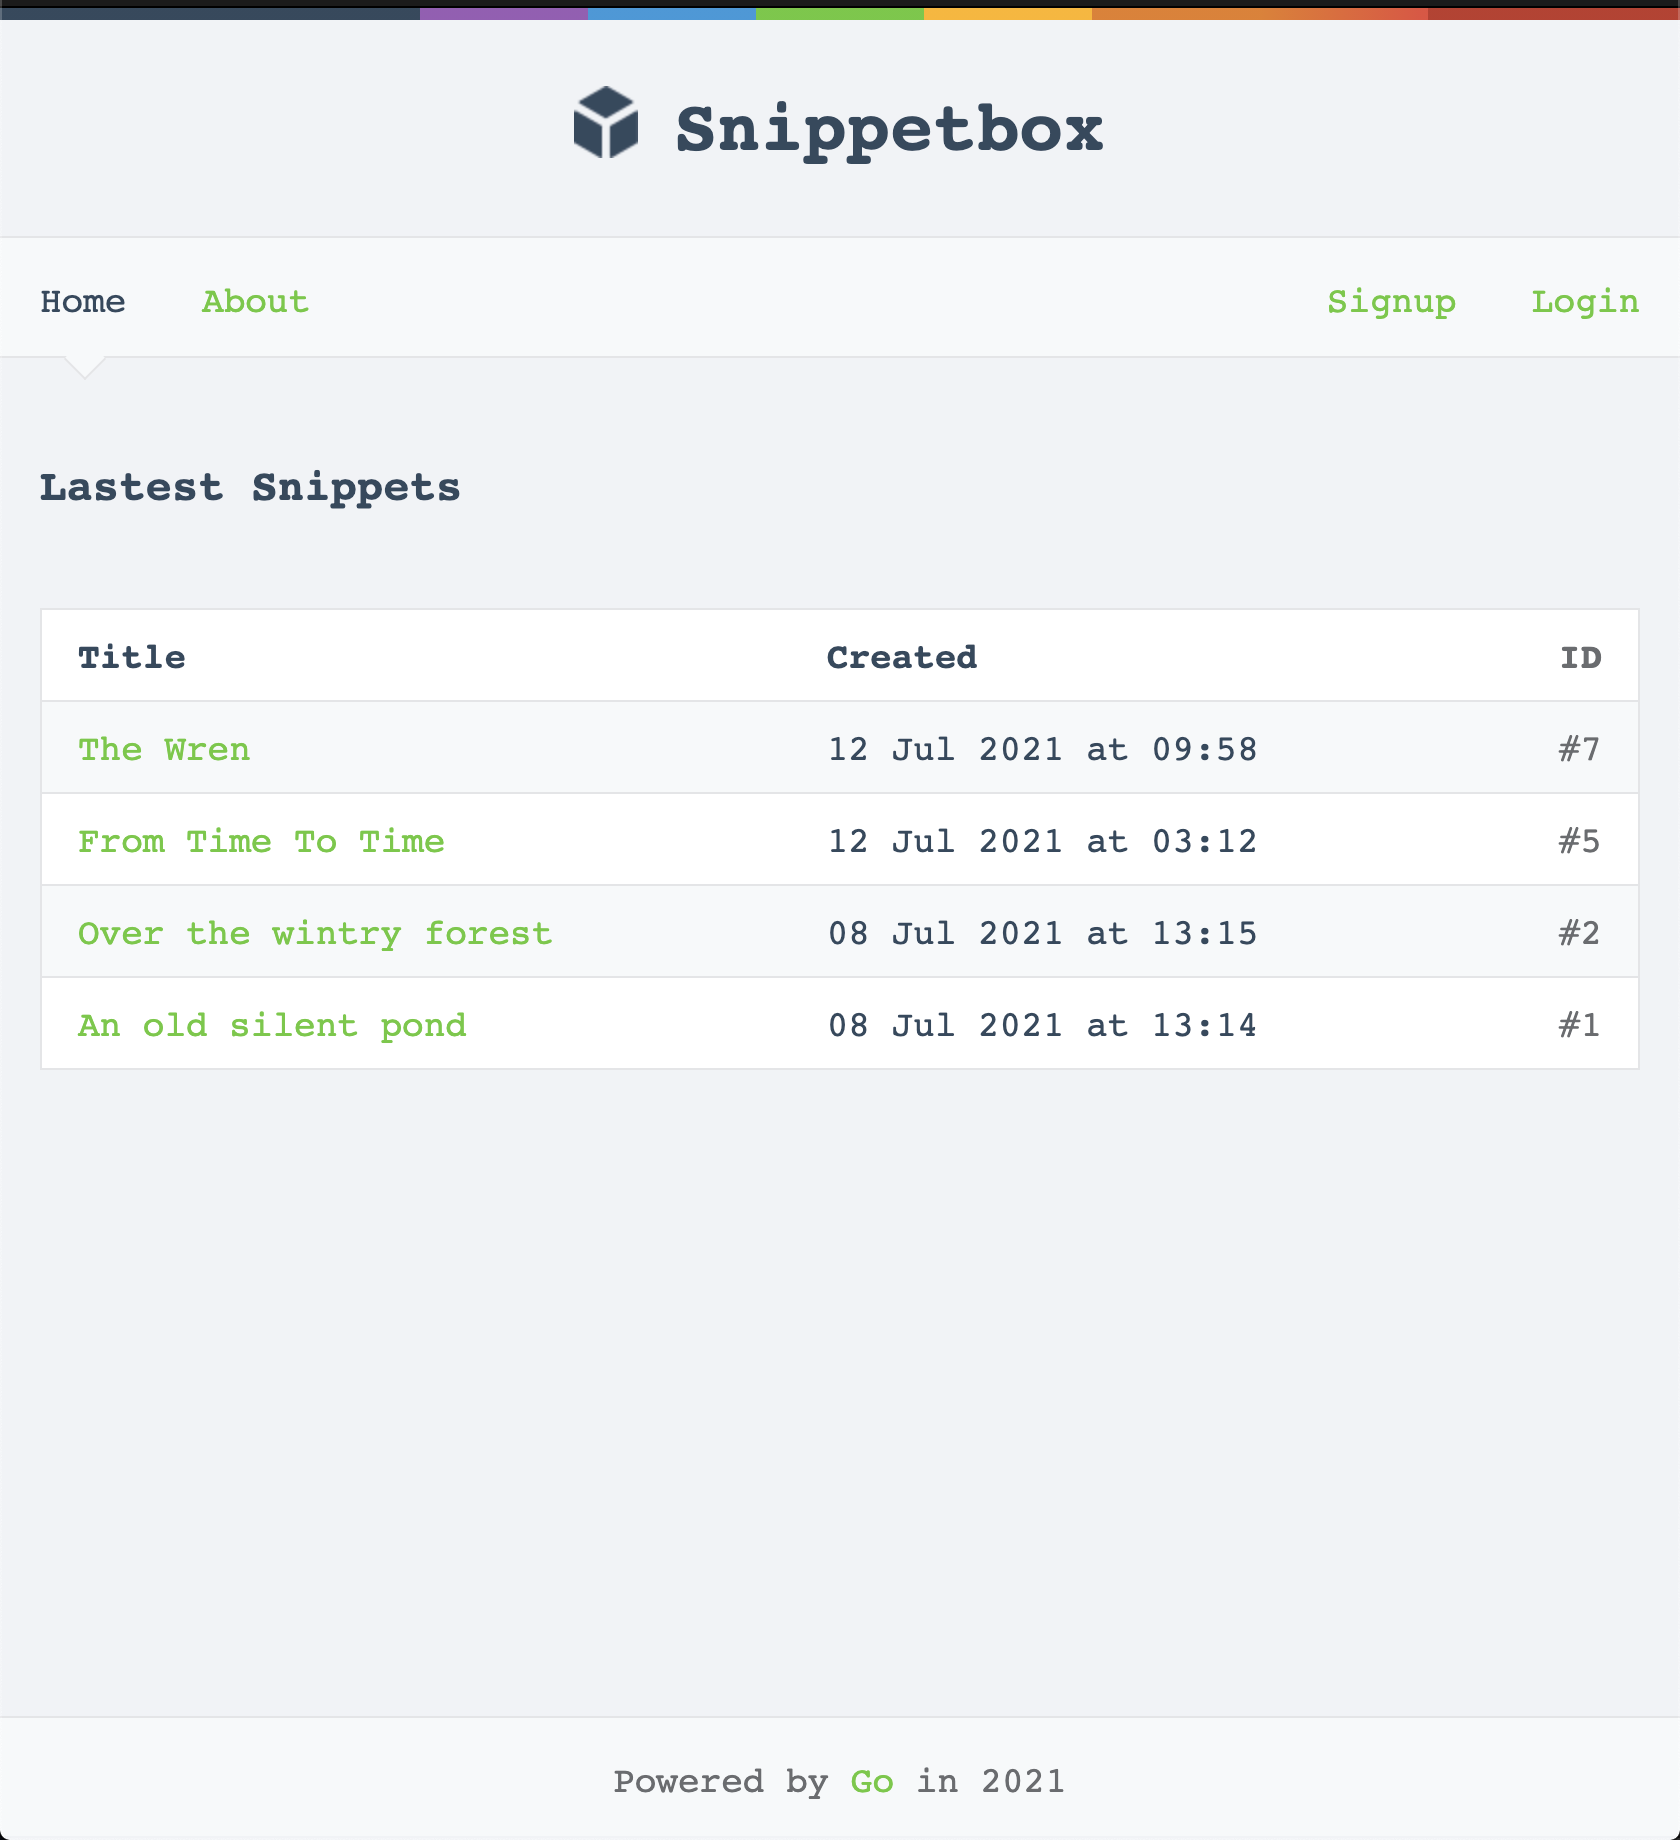 Snippetbox
Home About Signup Login
Lastest Snippets
Title Created ID
The Wren 12 Jul 2021 at 09:58 #7
From Time To Time 12 Jul 2021 at 03:12 #5
Over the wintry forest 08 Jul 2021 at 13:15 #2
An old silent pond 08 Jul 2021 at 13:14 #1
Powered by Go in 2021